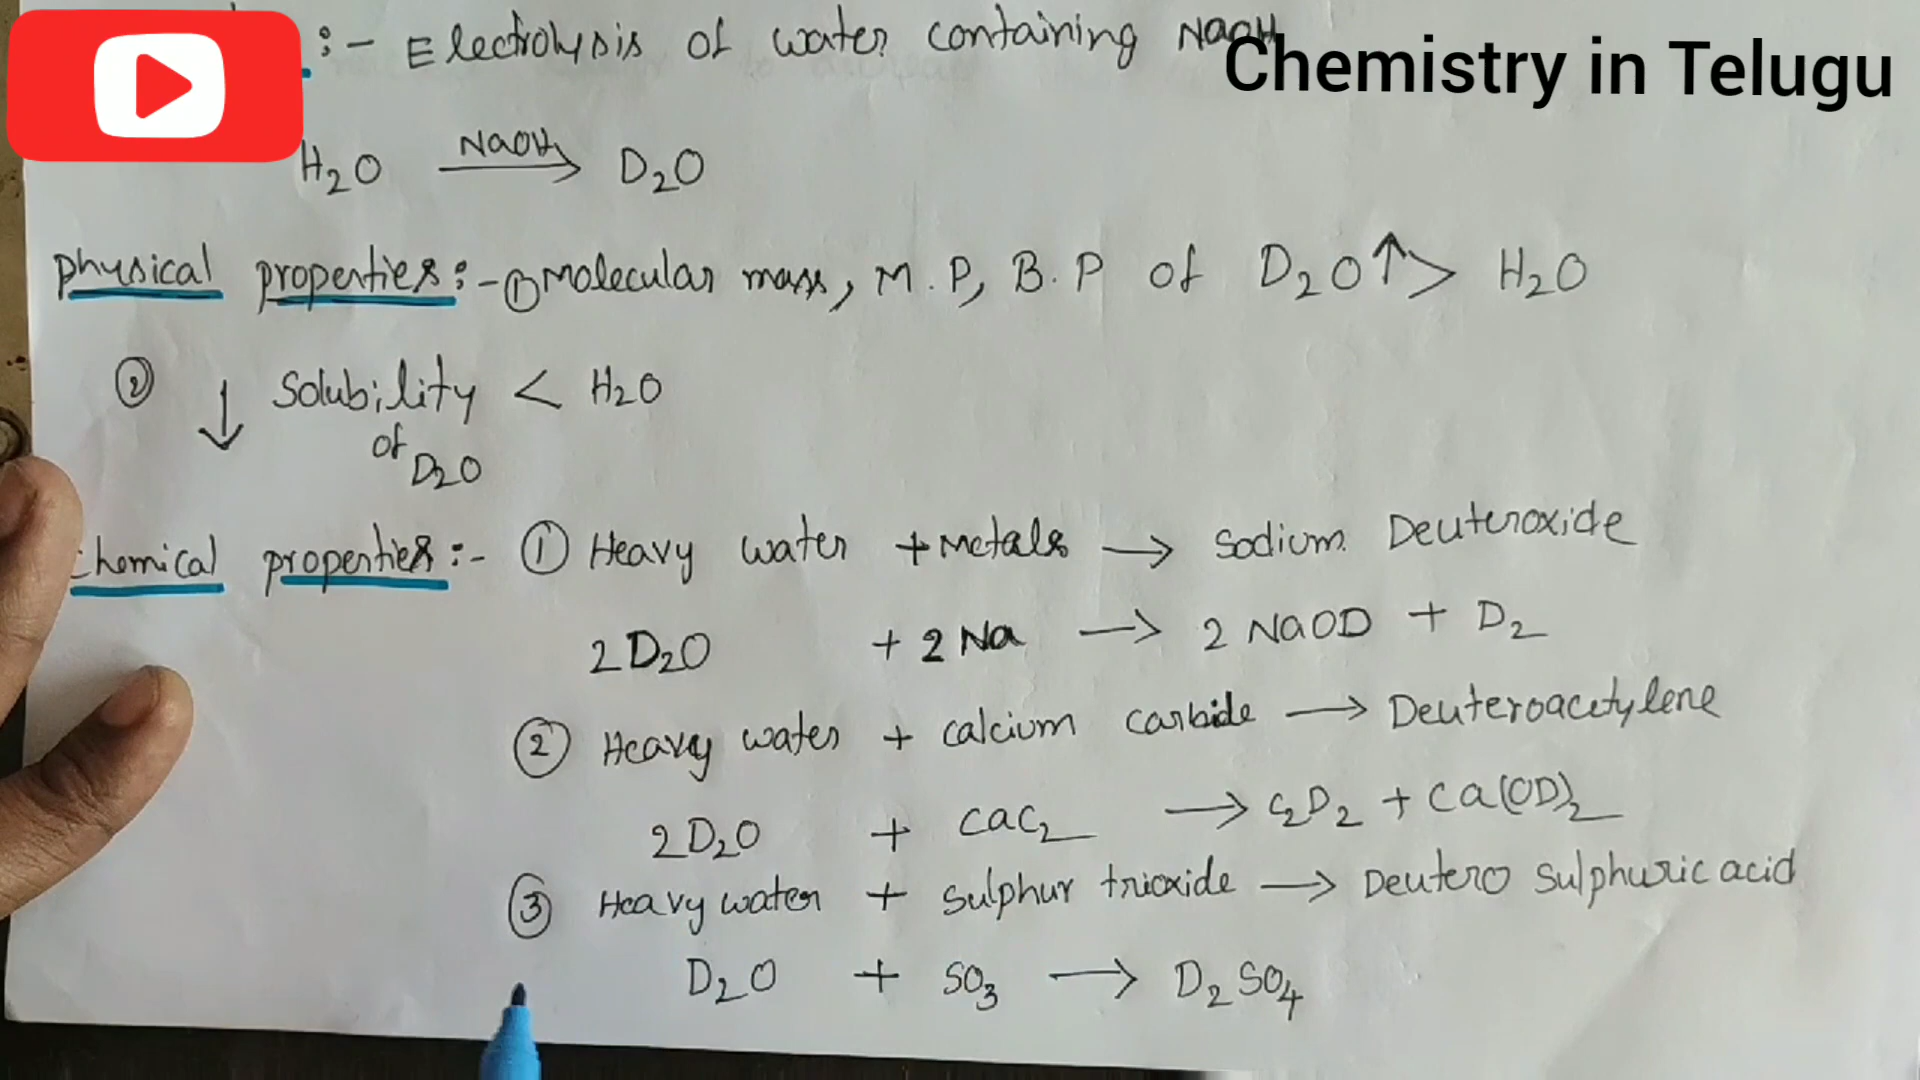 :- Electrolysis of water containing NaOH
Chemistry in Telugu
H2O NaOH → D2O
Physical properties :- ① Molecular mass, M.P, B.P of D2O↑ > H2O
② ↓ Solubility < H2O
of D2O
chemical properties :- ① Heavy water + Metals → Sodium Deuteroxide
2D2O + 2Na → 2NaOD + D2
② Heavy water + calcium carbide → Deuteroacetylene
2D2O + CaC2 → C2D2 + Ca(OD)2
③ Heavy water + sulphur trioxide → Deutero sulphuric acid
D2O + SO3 → D2SO4